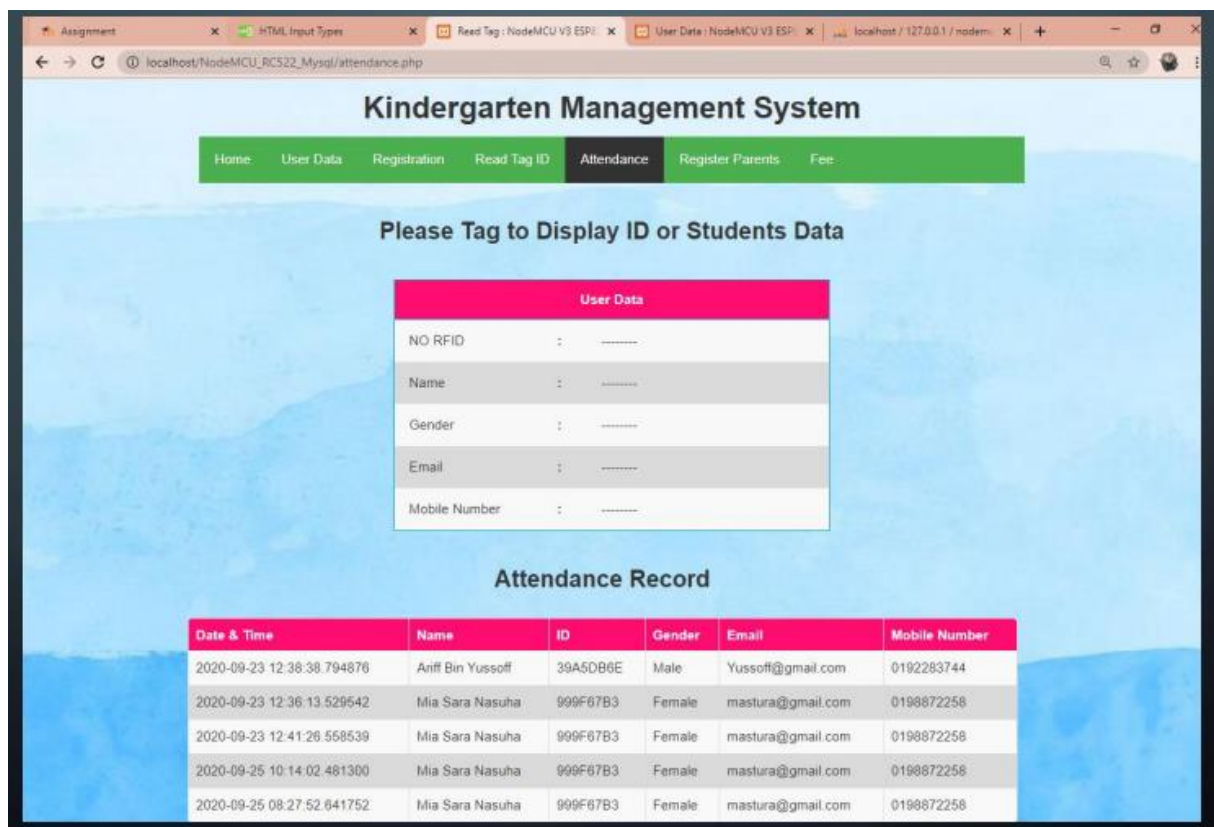 Assignment HTML Input Types Read Tag : NodeMCU V3 ESP8 User Data : NodeMCU V3 ESP8 localhost / 127.0.0.1 / nodem
localhost/NodeMCU_RC522_Mysql/attendance.php
Kindergarten Management System
Home User Data Registration Read Tag ID Attendance Register Parents Fee
Please Tag to Display ID or Students Data
User Data
NO RFID : --------
Name : --------
Gender : --------
Email : --------
Mobile Number : --------
Attendance Record
Date & Time Name ID Gender Email Mobile Number
2020-09-23 12:38:38.794876 Ariff Bin Yussoff 39A5DB6E Male Yussoff@gmail.com 0192283744
2020-09-23 12:36:13.529542 Mia Sara Nasuha 999F67B3 Female mastura@gmail.com 0198872258
2020-09-23 12:41:26.558539 Mia Sara Nasuha 999F67B3 Female mastura@gmail.com 0198872258
2020-09-25 10:14:02.481300 Mia Sara Nasuha 999F67B3 Female mastura@gmail.com 0198872258
2020-09-25 08:27:52.641752 Mia Sara Nasuha 999F67B3 Female mastura@gmail.com 0198872258